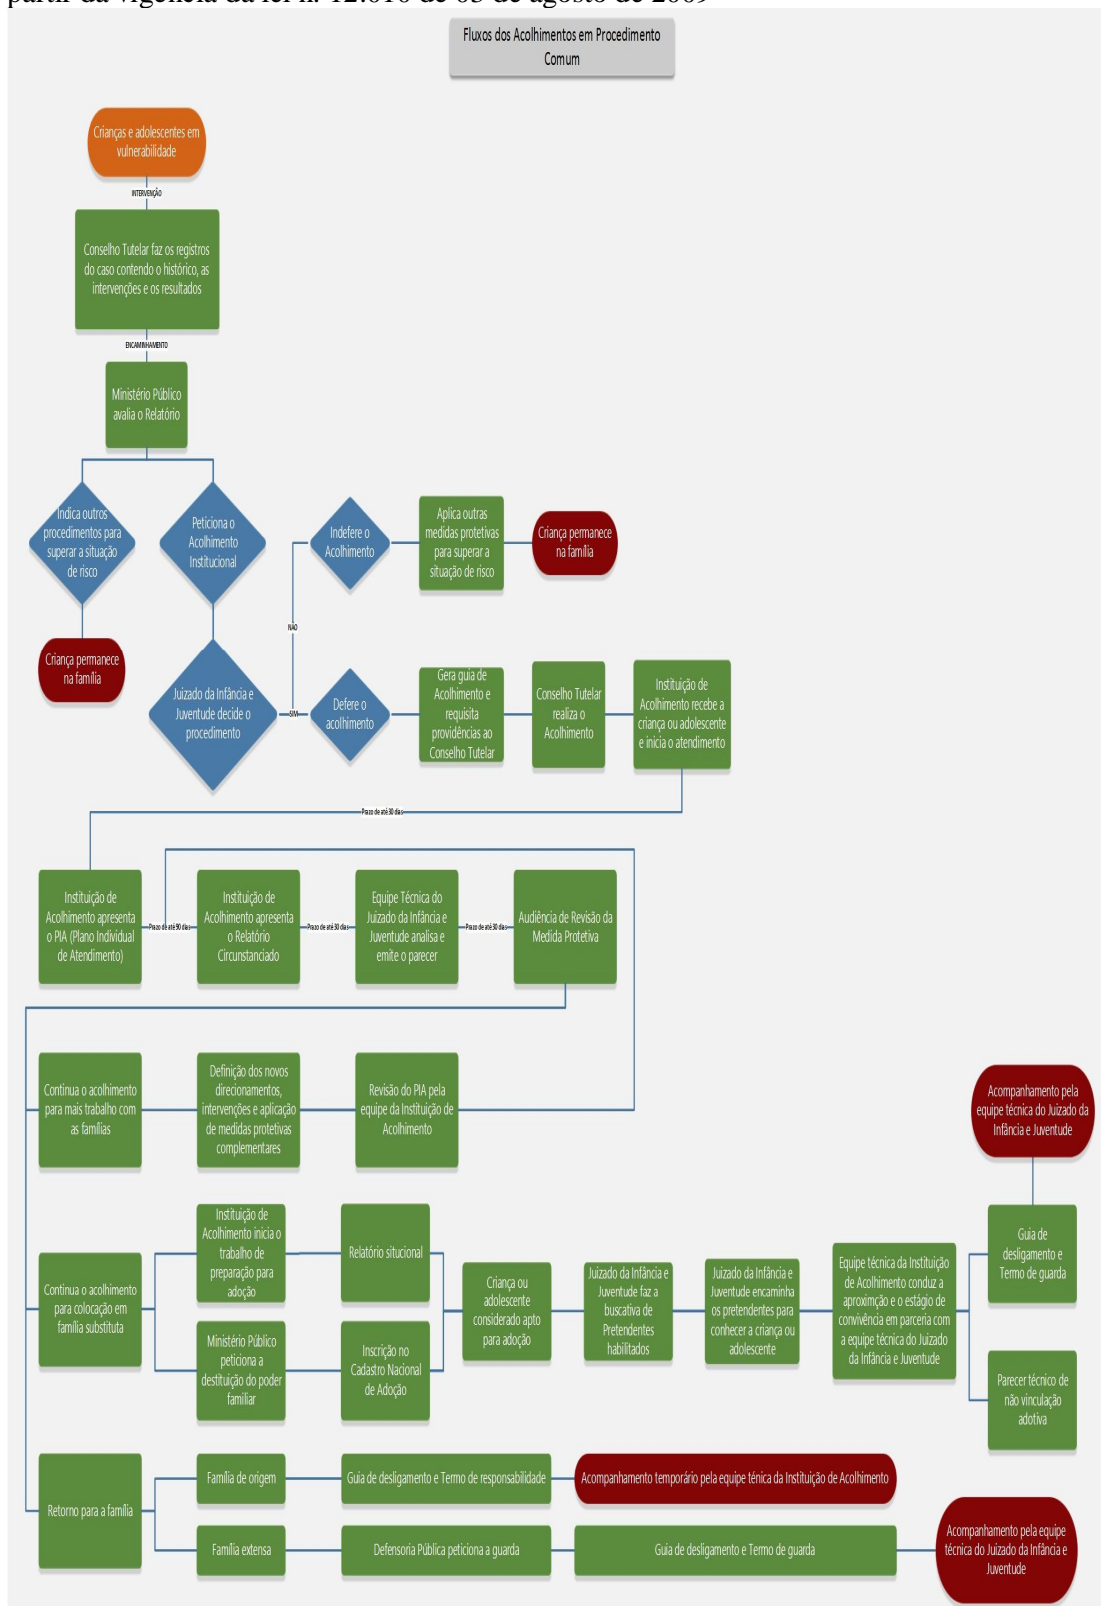 partir da vigência da lei n. 12.010 de 03 de agosto de 2009
Fluxos dos Acolhimentos em Procedimento
Comum
Crianças e adolescentes em
vulnerabilidade
INTERVENÇÃO
Conselho Tutelar faz os registros
do caso contendo o histórico, as
intervenções e os resultados
ENCAMINHAMENTO
Ministério Público
avalia o Relatório
Indica outros
procedimentos para
superar a situação
de risco
Peticiona o
Acolhimento
Institucional
Indefere o
Acolhimento
Aplica outras
medidas protetivas
para superar a
situação de risco
Criança permanece
na família
NÃO
Criança permanece
na família
Juizado da Infância e
Juventude decide o
procedimento
SIM
Defere o
acolhimento
Gera guia de
Acolhimento e
requisita
providências ao
Conselho Tutelar
Conselho Tutelar
realiza o
Acolhimento
Instituição de
Acolhimento recebe a
criança ou adolescente
e inicia o atendimento
Prazo de até 30 dias
Instituição de
Acolhimento apresenta
o PIA (Plano Individual
de Atendimento)
Prazo de até 90 dias
Instituição de
Acolhimento apresenta
o Relatório
Circunstanciado
Prazo de até 30 dias
Equipe Técnica do
Juizado da Infância e
Juventude analisa e
emite o parecer
Prazo de até 30 dias
Audiência de Revisão da
Medida Protetiva
Continua o acolhimento
para mais trabalho com
as famílias
Definição dos novos
direcionamentos,
intervenções e aplicação
de medidas protetivas
complementares
Revisão do PIA pela
equipe da Instituição de
Acolhimento
Acompanhamento pela
equipe técnica do Juizado da
Infância e Juventude
Continua o acolhimento
para colocação em
família substituta
Instituição de
Acolhimento inicia o
trabalho de
preparação para
adoção
Relatório situcional
Ministério Público
peticiona a
destituição do poder
familiar
Inscrição no
Cadastro Nacional
de Adoção
Criança ou
adolescente
considerado apto
para adoção
Juizado da Infância e
Juventude faz a
buscativa de
Pretendentes
habilitados
Juizado da Infância e
Juventude encaminha
os pretendentes para
conhecer a criança ou
adolescente
Equipe técnica da Instituição
de Acolhimento conduz a
aproximção e o estágio de
convivência em parceria com
a equipe técnica do Juizado
da Infância e Juventude
Guia de
desligamento e
Termo de guarda
Parecer técnico de
não vinculação
adotiva
Retorno para a família
Família de origem
Guia de desligamento e Termo de responsabilidade
Acompanhamento temporário pela equipe ténica da Instituição de Acolhimento
Família extensa
Defensoria Pública peticiona a guarda
Guia de desligamento e Termo de guarda
Acompanhamento pela equipe
técnica do Juizado da Infância e
Juventude